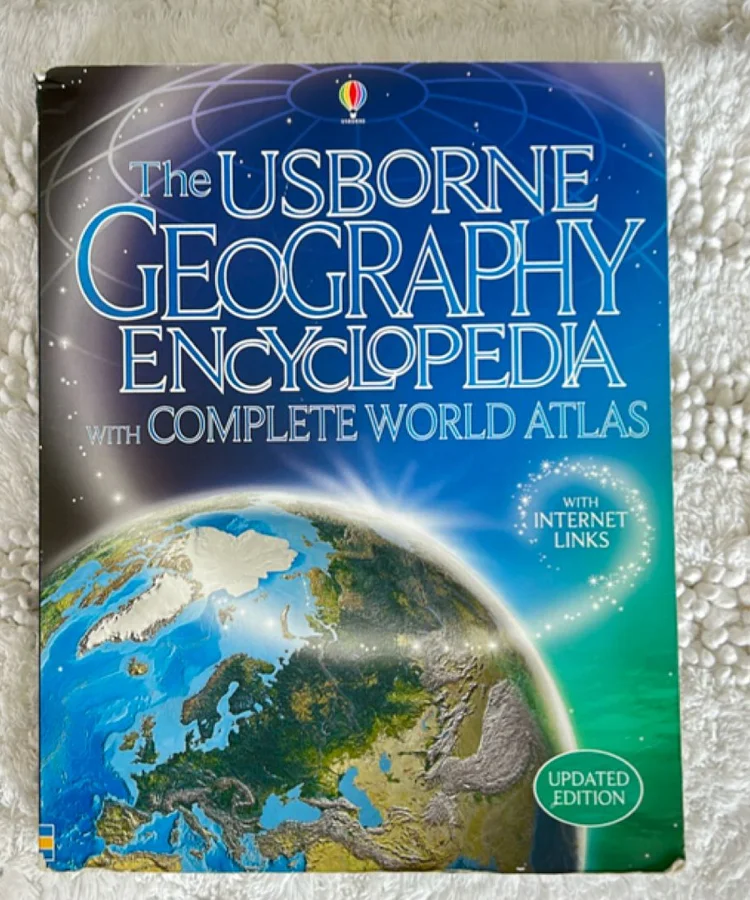 USBORNE
The USBORNE
GEOGRAPHY
ENCYCLOPEDIA
WITH COMPLETE WORLD ATLAS
WITH
INTERNET
LINKS
UPDATED
EDITION